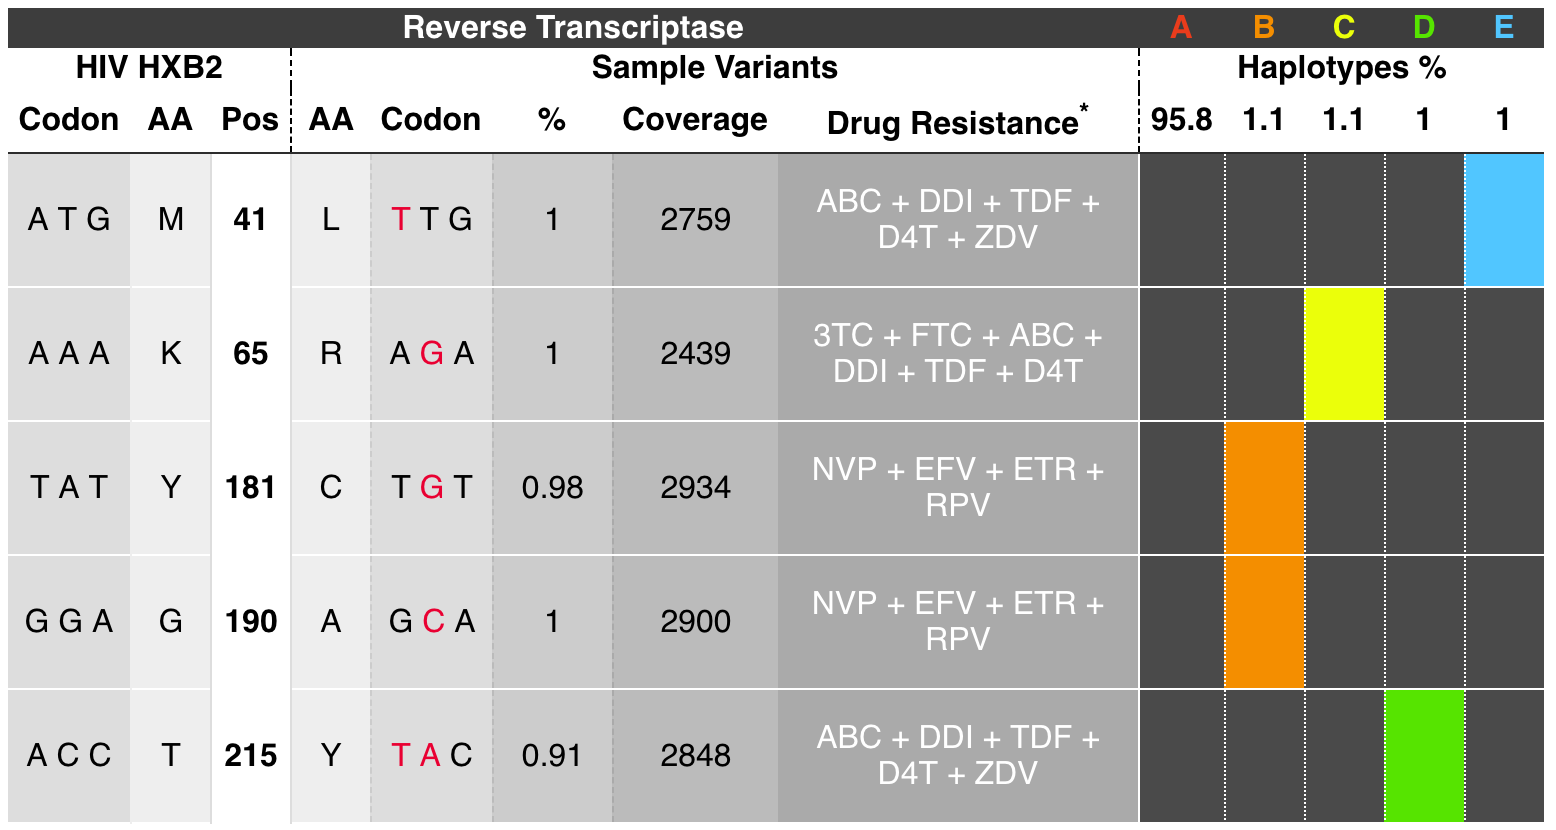 Reverse Transcriptase A B C D E
HIV HXB2 Sample Variants Haplotypes %
Codon AA Pos AA Codon % Coverage Drug Resistance* 95.8 1.1 1.1 1 1
A T G M 41 L T T G 1 2759 ABC + DDI + TDF +
D4T + ZDV
A A A K 65 R A G A 1 2439 3TC + FTC + ABC +
DDI + TDF + D4T
T A T Y 181 C T G T 0.98 2934 NVP + EFV + ETR +
RPV
G G A G 190 A G C A 1 2900 NVP + EFV + ETR +
RPV
A C C T 215 Y T A C 0.91 2848 ABC + DDI + TDF +
D4T + ZDV